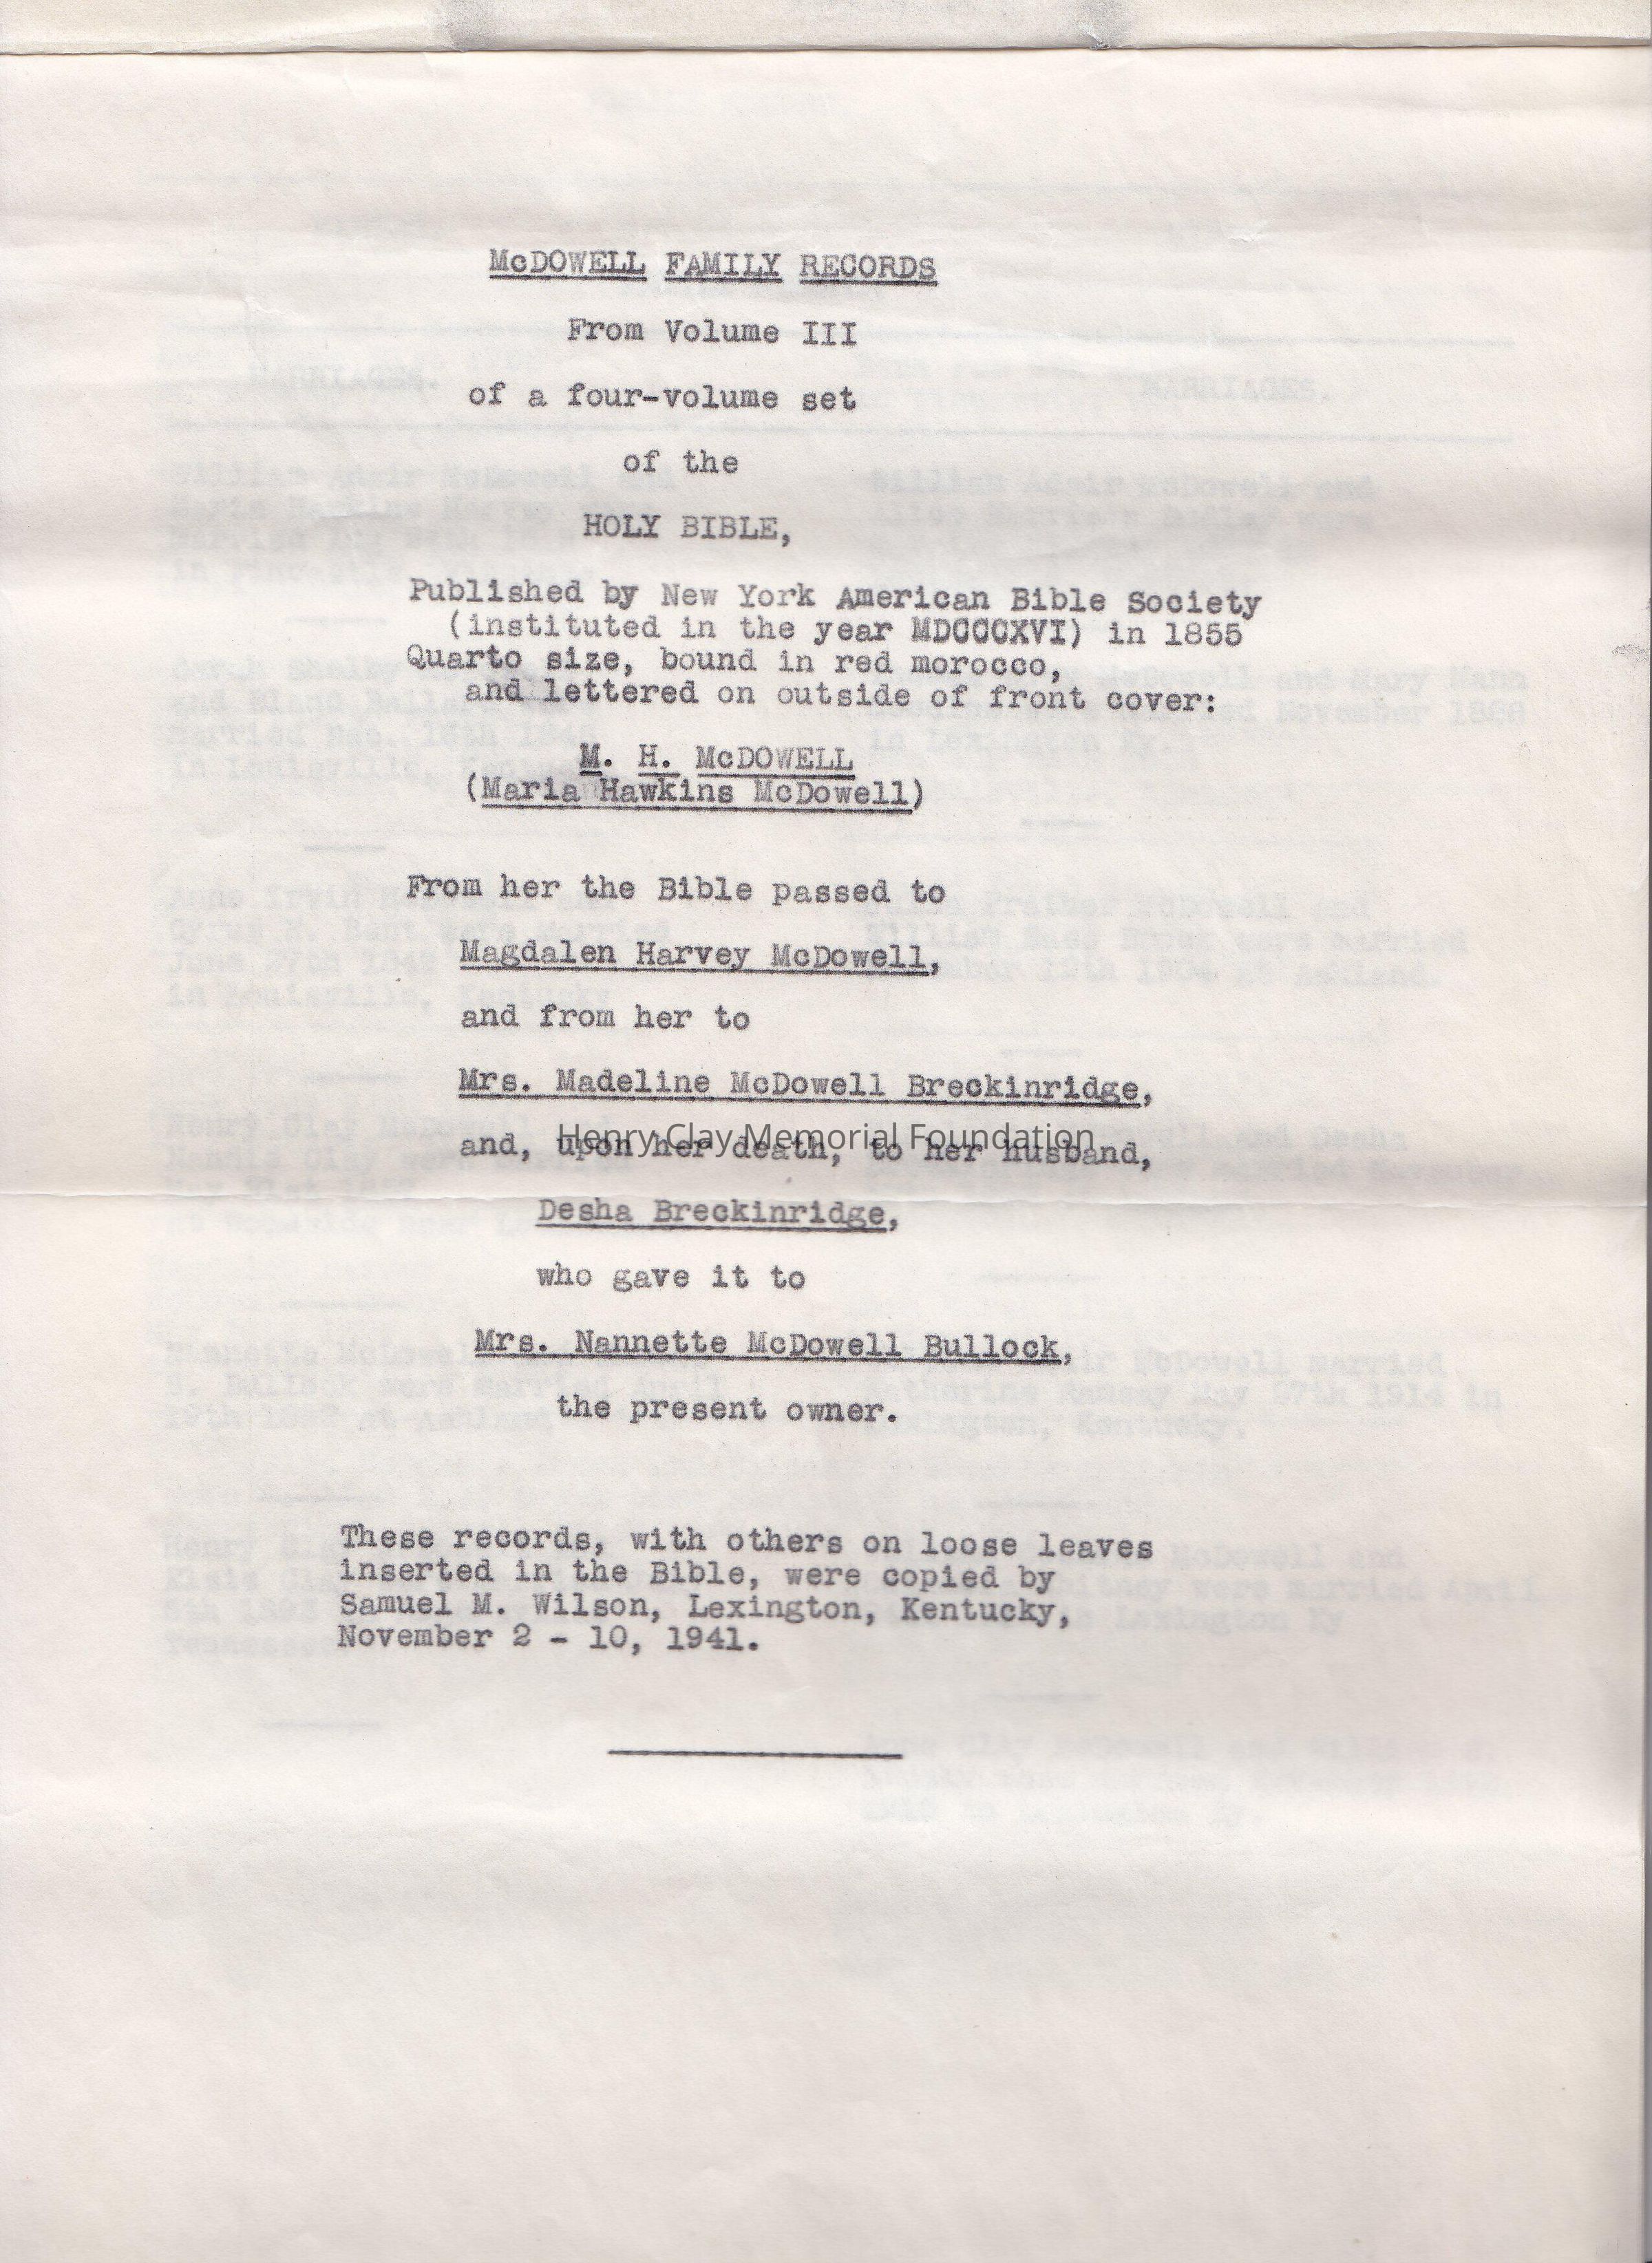 McDOWELL FAMILY RECORDS
From Volume III
of a four-volume set
of the
HOLY BIBLE,
Published by New York American Bible Society
(instituted in the year MDCCCXVI) in 1855
Quarto size, bound in red morocco,
and lettered on outside of front cover:
M. H. McDOWELL
(Maria Hawkins McDowell)
From her the Bible passed to
Magdalen Harvey McDowell,
and from her to
Mrs. Madeline McDowell Breckinridge,
Henry Clay Memorial Foundation
and, upon her death, to her husband,
Desha Breckinridge,
who gave it to
Mrs. Nannette McDowell Bullock,
the present owner.
These records, with others on loose leaves
inserted in the Bible, were copied by
Samuel M. Wilson, Lexington, Kentucky,
November 2 - 10, 1941.